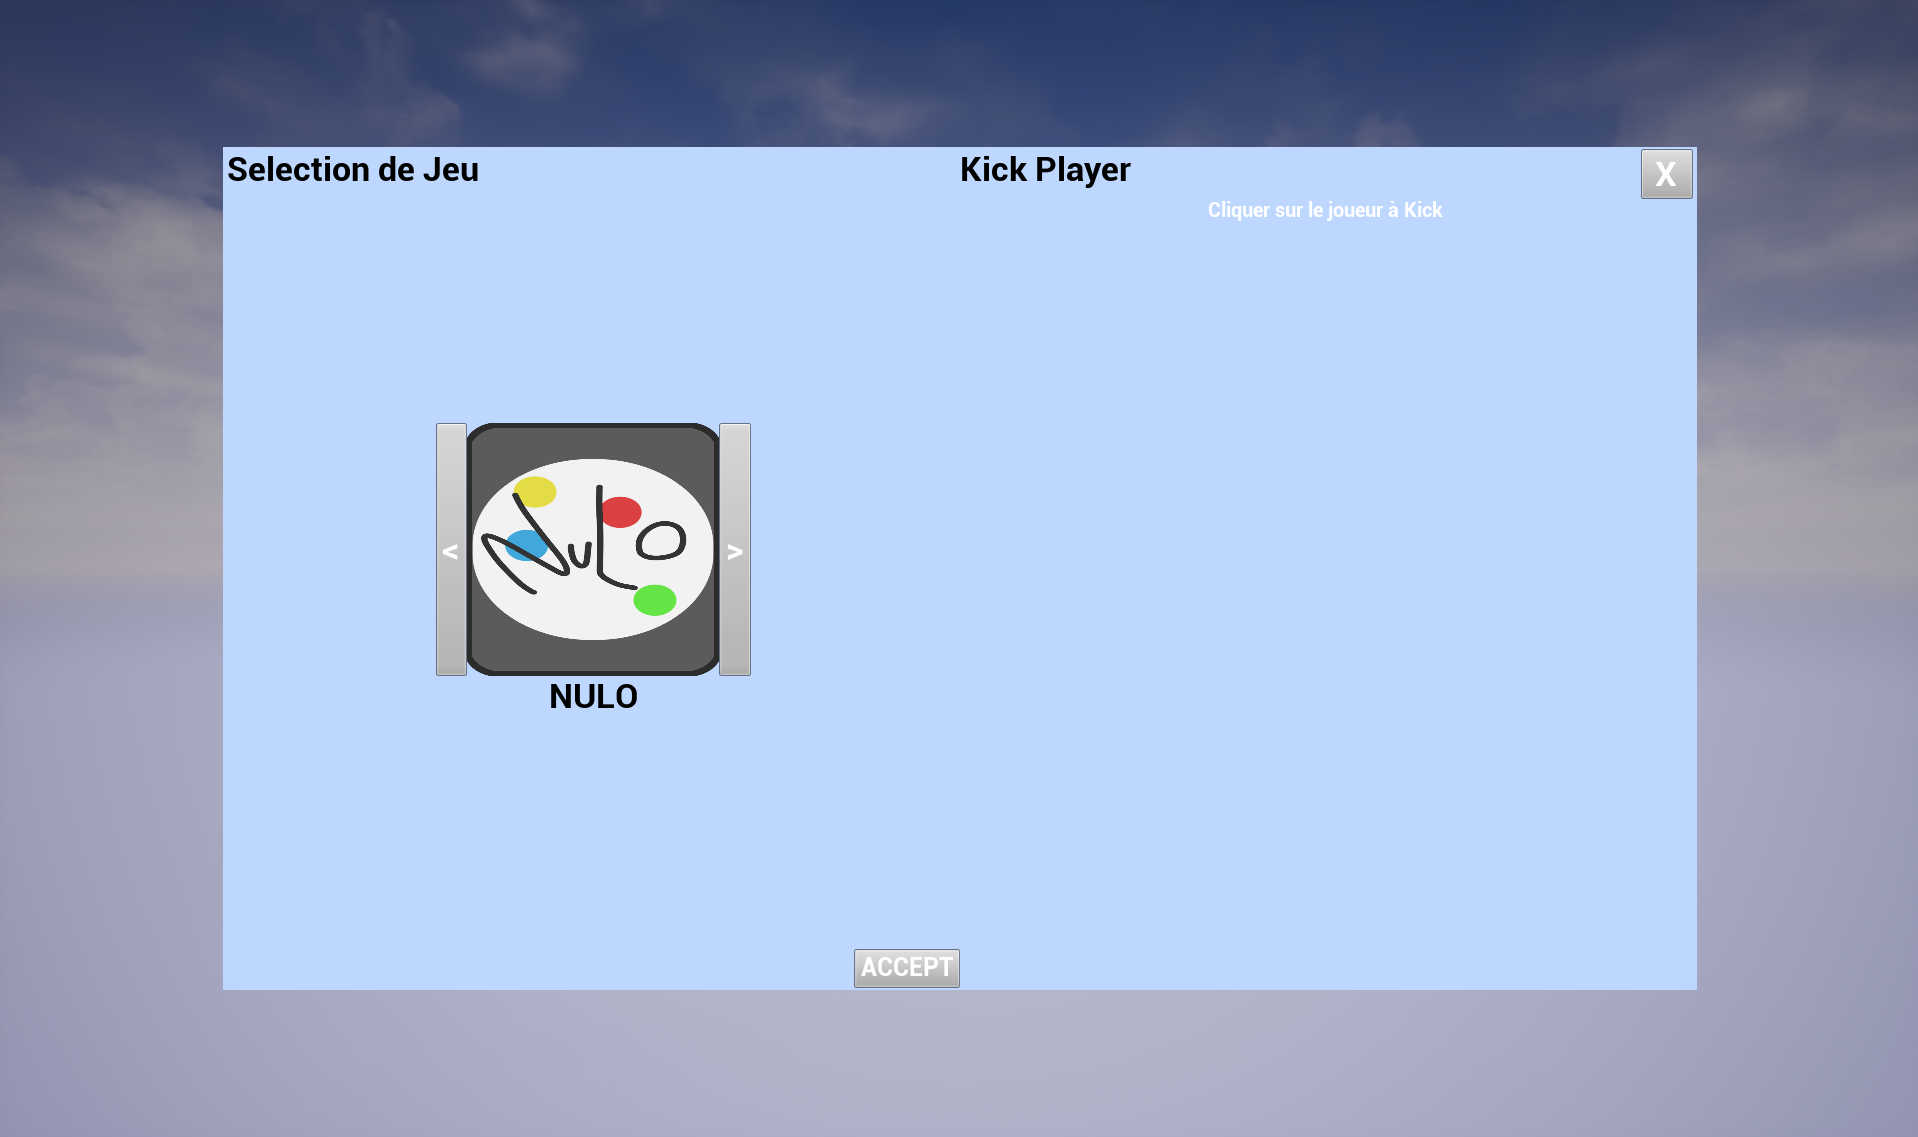 Selection de Jeu
Kick Player
X
Cliquer sur le joueur à Kick
<
Nulo
>
NULO
ACCEPT